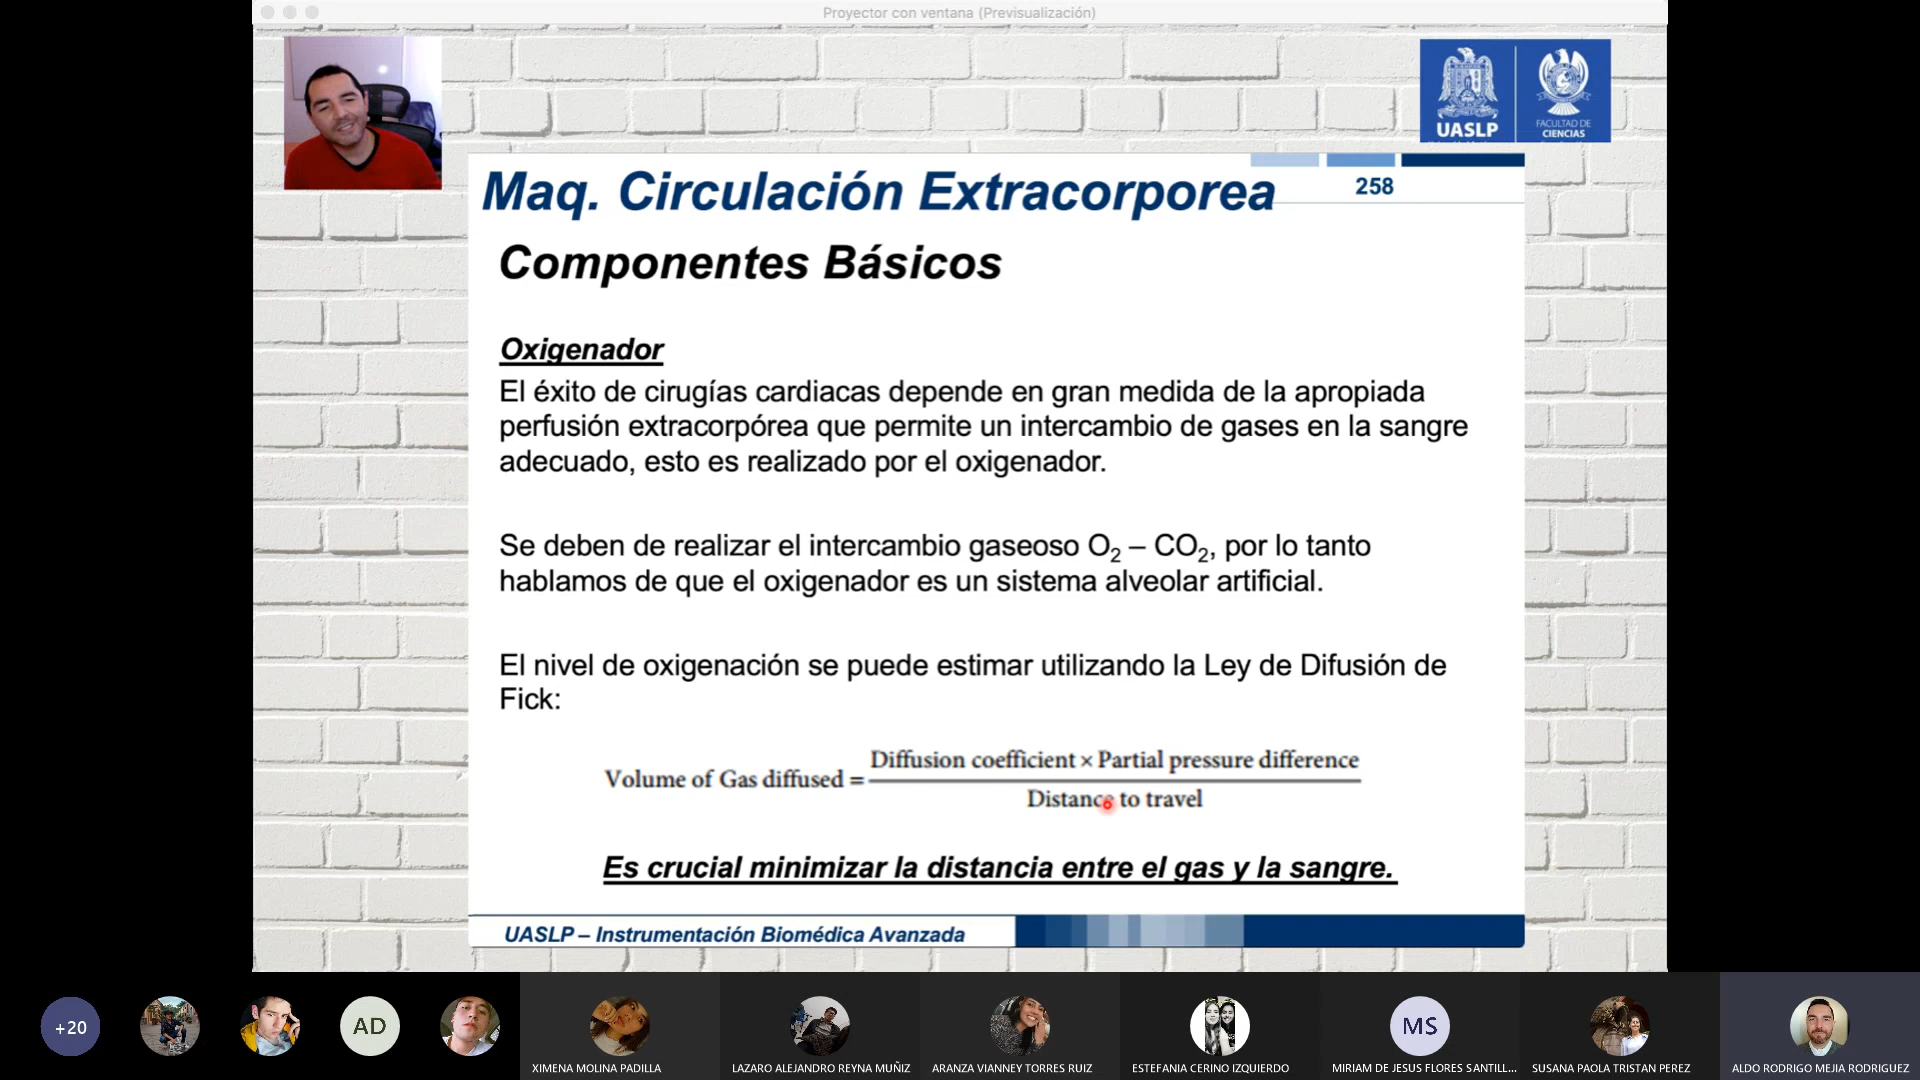 Proyector con ventana (Previsualización)
UASLP
FACULTAD DE
CIENCIAS
Maq. Circulación Extracorporea
258
Componentes Básicos
Oxigenador
El éxito de cirugías cardiacas depende en gran medida de la apropiada
perfusión extracorpórea que permite un intercambio de gases en la sangre
adecuado, esto es realizado por el oxigenador.
Se deben de realizar el intercambio gaseoso O₂ – CO₂, por lo tanto
hablamos de que el oxigenador es un sistema alveolar artificial.
El nivel de oxigenación se puede estimar utilizando la Ley de Difusión de
Fick:
Volume of Gas diffused = Diffusion coefficient × Partial pressure difference
Distance to travel
Es crucial minimizar la distancia entre el gas y la sangre.
UASLP – Instrumentación Biomédica Avanzada
+20
AD
MS
XIMENA MOLINA PADILLA
LAZARO ALEJANDRO REYNA MUÑIZ
ARANZA VIANNEY TORRES RUIZ
ESTEFANIA CERINO IZQUIERDO
MIRIAM DE JESUS FLORES SANTILL...
SUSANA PAOLA TRISTAN PEREZ
ALDO RODRIGO MEJIA RODRIGUEZ